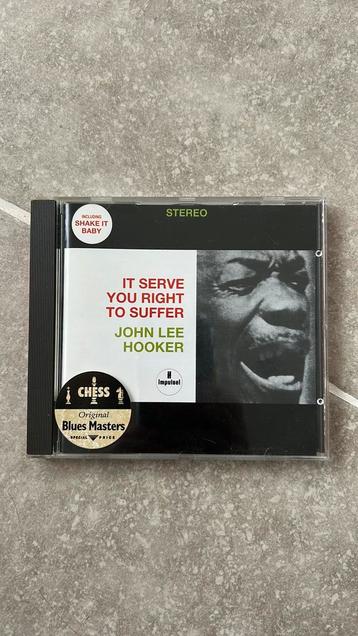 STEREO
INCLUDING
SHAKE IT
BABY
IT SERVE
YOU RIGHT
TO SUFFER
JOHN LEE
HOOKER
impulse!
CHESS
Original
Blues Masters
SPECIAL PRICE